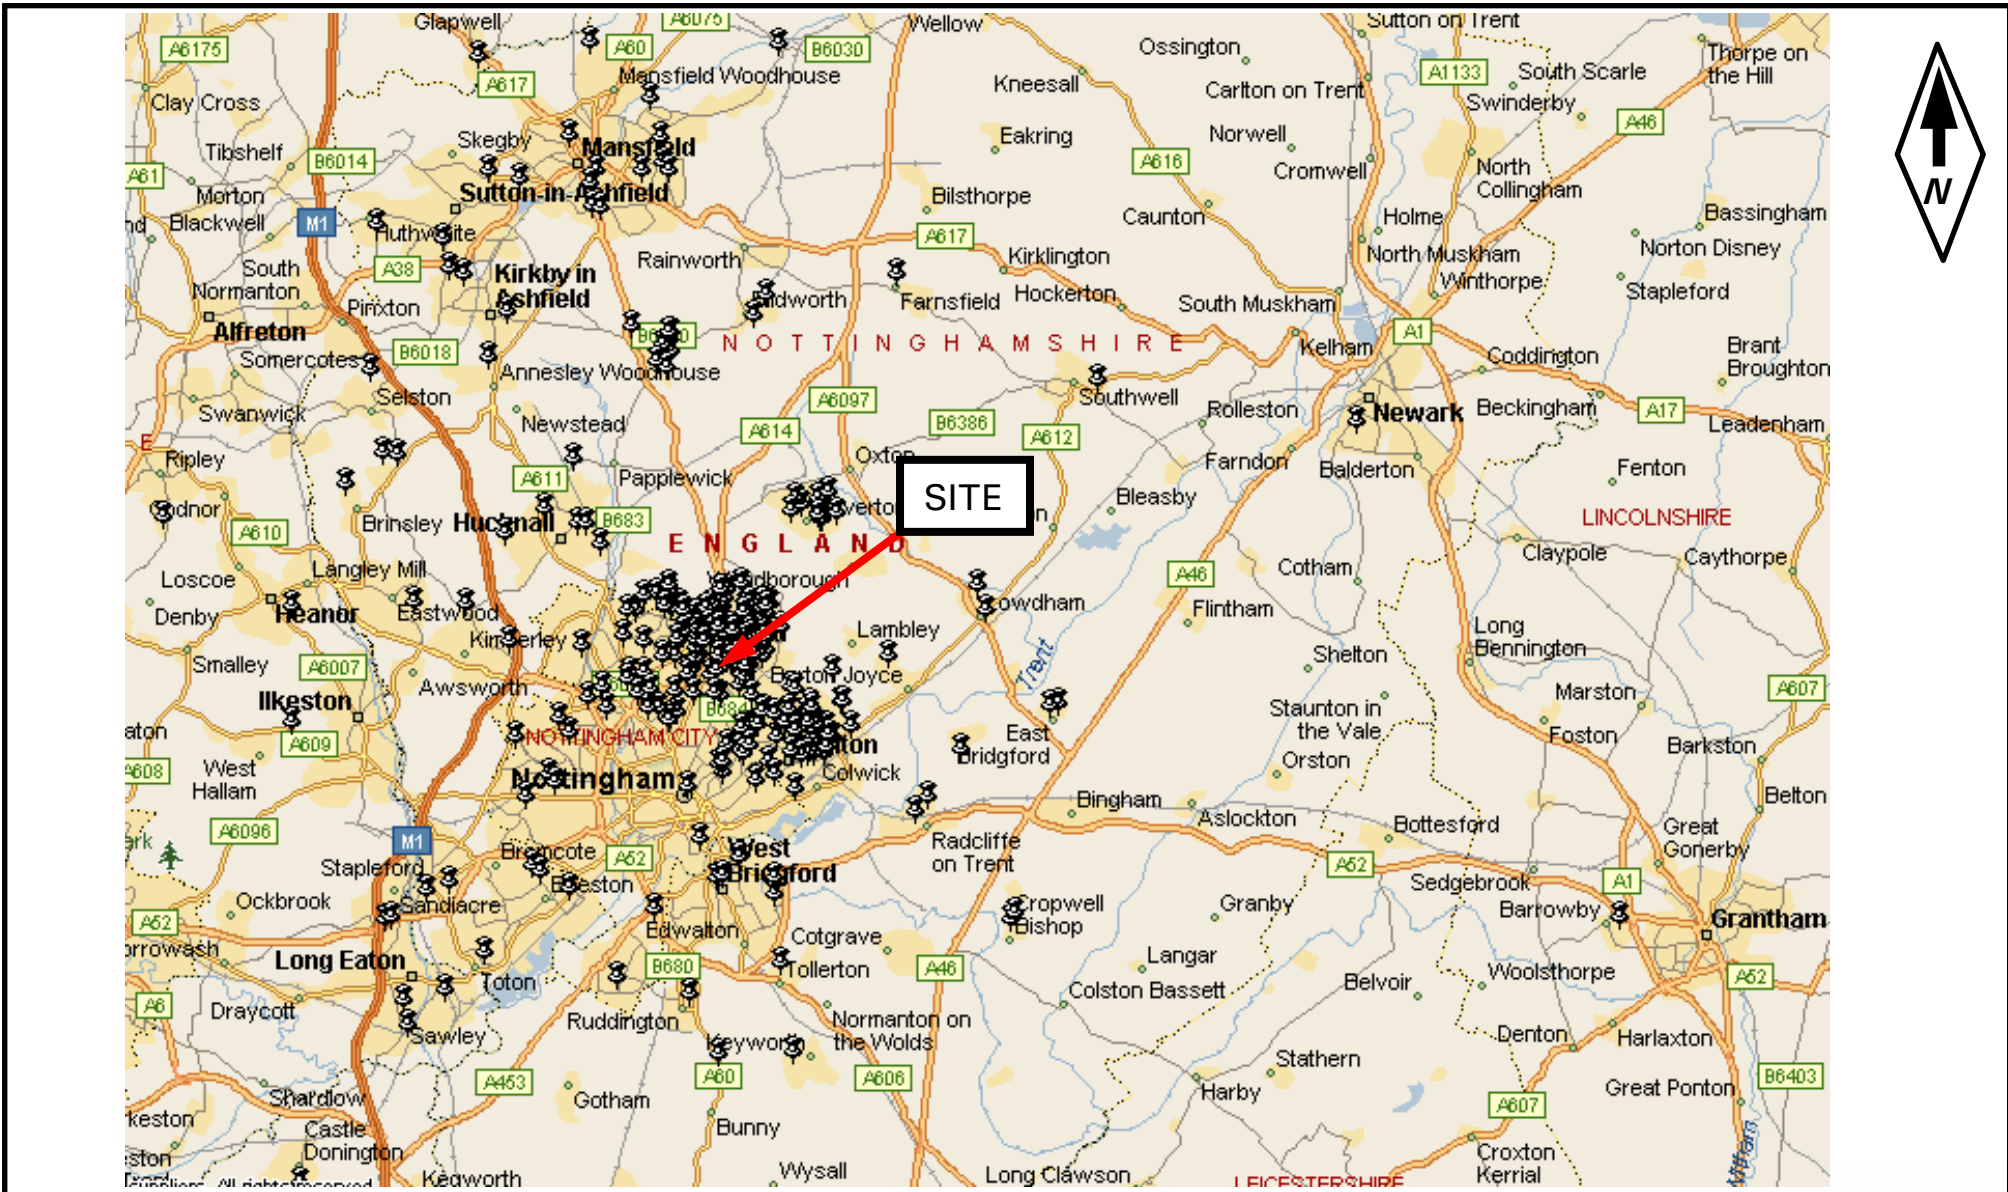 Glapwell
A6075
Wellow
Sutton on Trent
A6175
A60
B6030
Ossington
Thorpe on
the Hill
A617
Mansfield Woodhouse
Kneesall
A1133
South Scarle
Clay Cross
Carlton on Trent
Swinderby
Skegby
Mansfield
Eakring
Norwell
A46
Tibshelf
B6014
A616
Cromwell
North
Collingham
A61
Morton
Sutton-in-Ashfield
Bilsthorpe
Caunton
Holme
Bassingham
Blackwell
M1
Huthwaite
A617
North Muskham
Norton Disney
N
South
Normanton
A38
Kirkby in
Ashfield
Rainworth
Kirklington
Winthorpe
Stapleford
Pinxton
Farnsfield
Hockerton
South Muskham
Alfreton
NOTTINGHAMSHIRE
Kelham
A1
Coddington
Brant
Broughton
Somercotes
B6018
Annesley Woodhouse
Swanwick
Selston
A6097
Southwell
Rolleston
Newark
Beckingham
A17
Leadenham
Newstead
A614
B6386
A612
E
Ripley
Oxton
Farndon
Balderton
Fenton
A611
Papplewick
SITE
Bleasby
Brinsley
Hucknall
B683
LINCOLNSHIRE
A610
ENGLAND
Claypole
Caythorpe
Loscoe
Langley Mill
Woodborough
A46
Cotham
Denby
Heanor
Eastwood
Flintham
Kimberley
Lambley
Long
Bennington
Smalley
A6007
Trent
Shelton
Ilkeston
Awsworth
Burton Joyce
Marston
A607
B684
Staunton in
the Vale
A609
NOTTINGHAM CITY
East
Bridgford
Foston
Barkston
A608
West
Hallam
Nottingham
Colwick
Orston
Bingham
Belton
A6096
M1
Aslockton
Bottesford
Great
Gonerby
Stapleford
Bramcote
A52
West
Bridgford
Radcliffe
on Trent
A52
Sedgebrook
A1
Ockbrook
Sandiacre
Beeston
Cropwell
Bishop
Granby
Barrowby
Grantham
A52
Edwalton
Cotgrave
Long Eaton
B680
Tollerton
A46
Langar
Woolsthorpe
A52
Toton
Colston Bassett
Belvoir
A6
Draycott
Sawley
Ruddington
Normanton on
the Wolds
Denton
Harlaxton
Keyworth
A453
A60
A606
Stathern
B6403
Shardlow
Gotham
Harby
A607
Great Ponton
Castle
Donington
Bunny
Croxton
Kerrial
Kegworth
Wysall
Long Clawson
LEICESTERSHIRE
suppliers. All rights reserved.